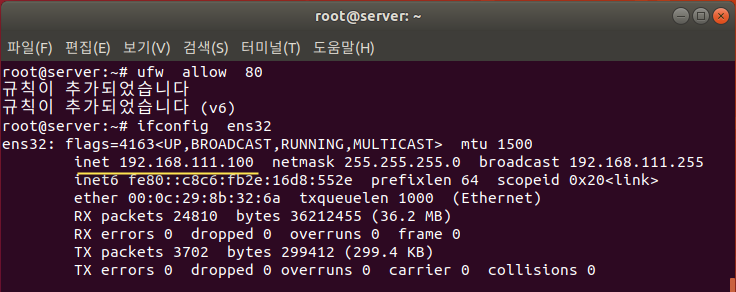 root@server: ~
파일(F) 편집(E) 보기(V) 검색(S) 터미널(T) 도움말(H)
root@server:~# ufw allow 80
규칙이 추가되었습니다
규칙이 추가되었습니다 (v6)
root@server:~# ifconfig ens32
ens32: flags=4163<UP,BROADCAST,RUNNING,MULTICAST> mtu 1500
inet 192.168.111.100 netmask 255.255.255.0 broadcast 192.168.111.255
inet6 fe80::c8c6:fb2e:16d8:552e prefixlen 64 scopeid 0x20<link>
ether 00:0c:29:8b:32:6a txqueuelen 1000 (Ethernet)
RX packets 24810 bytes 36212455 (36.2 MB)
RX errors 0 dropped 0 overruns 0 frame 0
TX packets 3702 bytes 299412 (299.4 KB)
TX errors 0 dropped 0 overruns 0 carrier 0 collisions 0